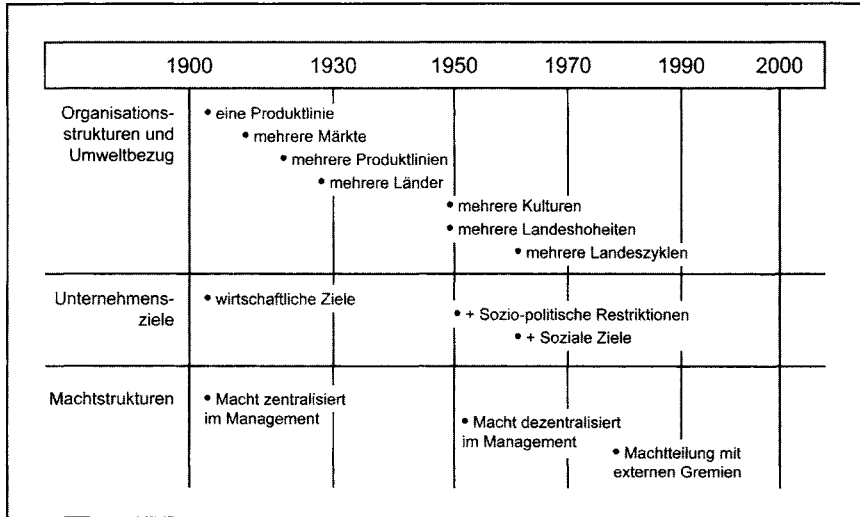 1900 1930 1950 1970 1990 2000
Organisations-
strukturen und
Umweltbezug
• eine Produktlinie
• mehrere Märkte
• mehrere Produktlinien
• mehrere Länder
• mehrere Kulturen
• mehrere Landeshoheiten
• mehrere Landeszyklen
Unternehmens-
ziele
• wirtschaftliche Ziele
• + Sozio-politische Restriktionen
• + Soziale Ziele
Machtstrukturen
• Macht zentralisiert
im Management
• Macht dezentralisiert
im Management
• Machtteilung mit
externen Gremien